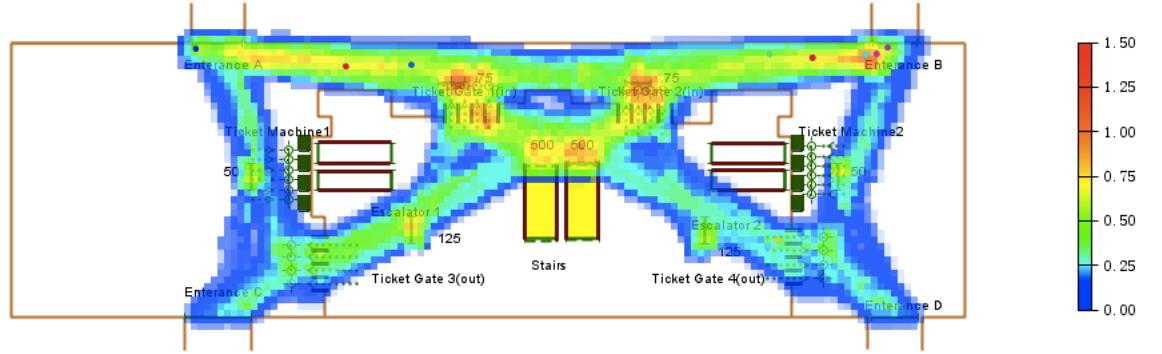 1.50
Enterance A
Enterance B
75
75
1.25
Ticket Gate 1(in)
Ticket Gate 2(in)
Ticket Machine1
Ticket Machine2
1.00
500
500
50
50
0.75
Escalator 1
Escalator 2
0.50
125
125
Stairs
0.25
Ticket Gate 3(out)
Ticket Gate 4(out)
Enterance C
Enterance D
0.00